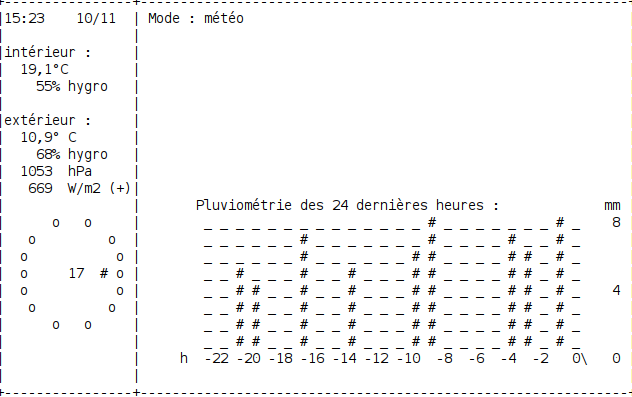 +----------------+-------------------------------------------------------------
|15:23    10/11  | Mode : météo
|                |
|intérieur :     |
|  19,1°C        |
|    55% hygro   |
|                |
|extérieur :     |
|  10,9° C       |
|    68% hygro   |
|  1053  hPa     |
|   669  W/m2 (+)|
|                |       Pluviométrie des 24 dernières heures :             mm
|      o   o     |        _ _ _ _ _ _ _ _ _ _ _ _ _ _ # _ _ _ _ _ _ _ # _    8
|   o         o  |        _ _ _ _ _ _ # _ _ _ _ _ _ _ # _ _ _ _ # _ _ # _
|  o           o |        _ _ _ _ _ _ # _ _ _ _ _ _ # # _ _ _ _ # # _ # _
|  o     17  # o |        _ _ # _ _ _ # _ _ # _ _ _ # # _ _ _ _ # # _ # _
|  o           o |        _ _ # # _ _ # _ _ # _ _ _ # # _ _ _ _ # # _ # _    4
|   o         o  |        _ _ # # _ _ # _ _ # _ _ _ # # _ _ _ _ # # _ # _
|      o   o     |        _ _ # # _ _ # _ _ # _ _ _ # # _ _ _ _ # # _ # _
|                |        _ _ # # _ _ # _ _ # _ _ _ # # _ _ _ _ # # _ # _
|                |     h  -22 -20 -18 -16 -14 -12 -10  -8  -6  -4  -2   0\   0
|                |
+----------------+-------------------------------------------------------------